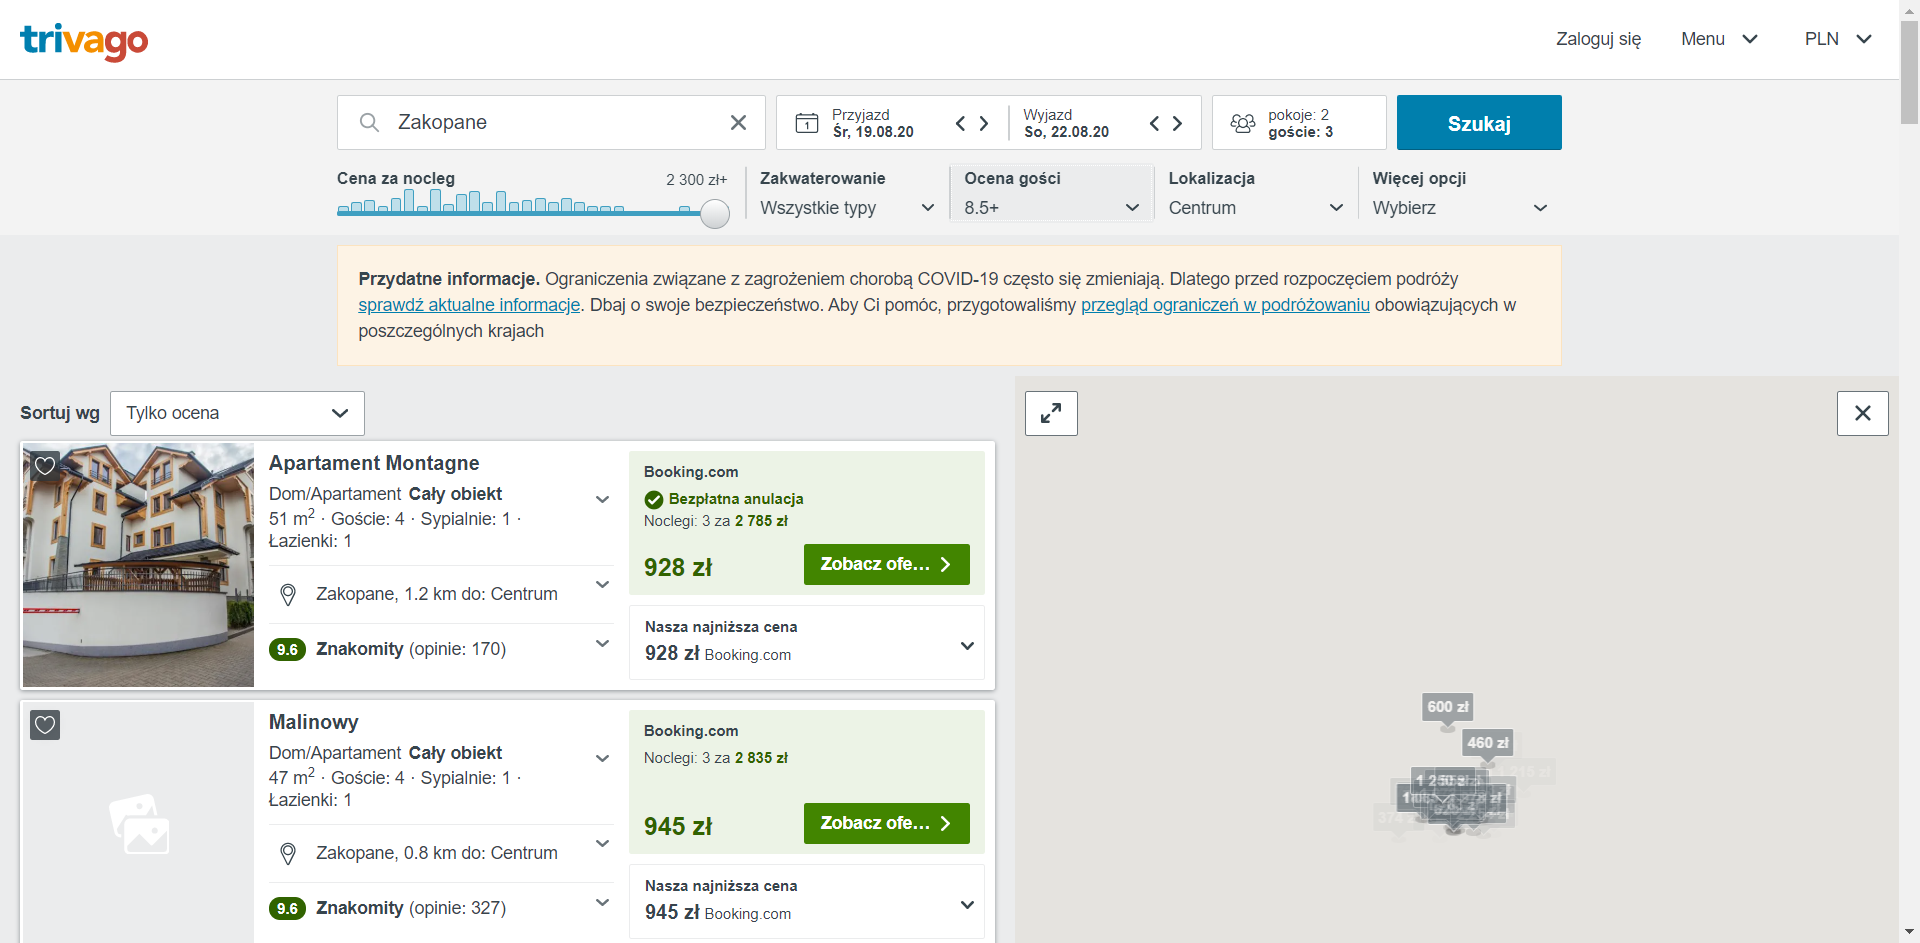 trivago
Zaloguj się
Menu
PLN
Zakopane
Przyjazd
Śr, 19.08.20
Wyjazd
So, 22.08.20
pokoje: 2
goście: 3
Szukaj
Cena za nocleg
2 300 zł+
Zakwaterowanie
Wszystkie typy
Ocena gości
8.5+
Lokalizacja
Centrum
Więcej opcji
Wybierz
Przydatne informacje. Ograniczenia związane z zagrożeniem chorobą COVID-19 często się zmieniają. Dlatego przed rozpoczęciem podróży
sprawdź aktualne informacje. Dbaj o swoje bezpieczeństwo. Aby Ci pomóc, przygotowaliśmy przegląd ograniczeń w podróżowaniu obowiązujących w
poszczególnych krajach
Sortuj wg
Tylko ocena
Apartament Montagne
Dom/Apartament Cały obiekt
51 m² · Goście: 4 · Sypialnie: 1 ·
Łazienki: 1
Zakopane, 1.2 km do: Centrum
9.6 Znakomity (opinie: 170)
Booking.com
Bezpłatna anulacja
Noclegi: 3 za 2 785 zł
928 zł
Zobacz ofe...
Nasza najniższa cena
928 zł Booking.com
Malinowy
Dom/Apartament Cały obiekt
47 m² · Goście: 4 · Sypialnie: 1 ·
Łazienki: 1
Zakopane, 0.8 km do: Centrum
9.6 Znakomity (opinie: 327)
Booking.com
Noclegi: 3 za 2 835 zł
945 zł
Zobacz ofe...
Nasza najniższa cena
945 zł Booking.com
600 zł
460 zł
1 250 zł